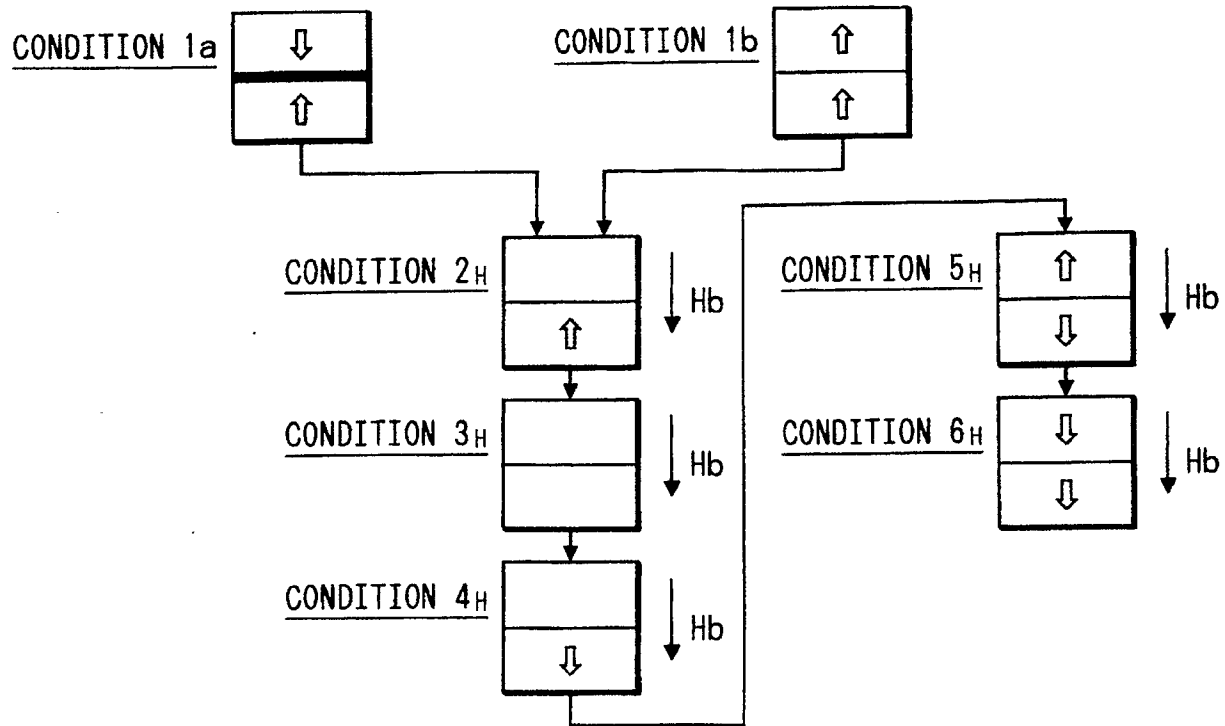 CONDITION 1a
CONDITION 1b
CONDITION 2H
Hb
CONDITION 3H
Hb
CONDITION 4H
Hb
CONDITION 5H
Hb
CONDITION 6H
Hb